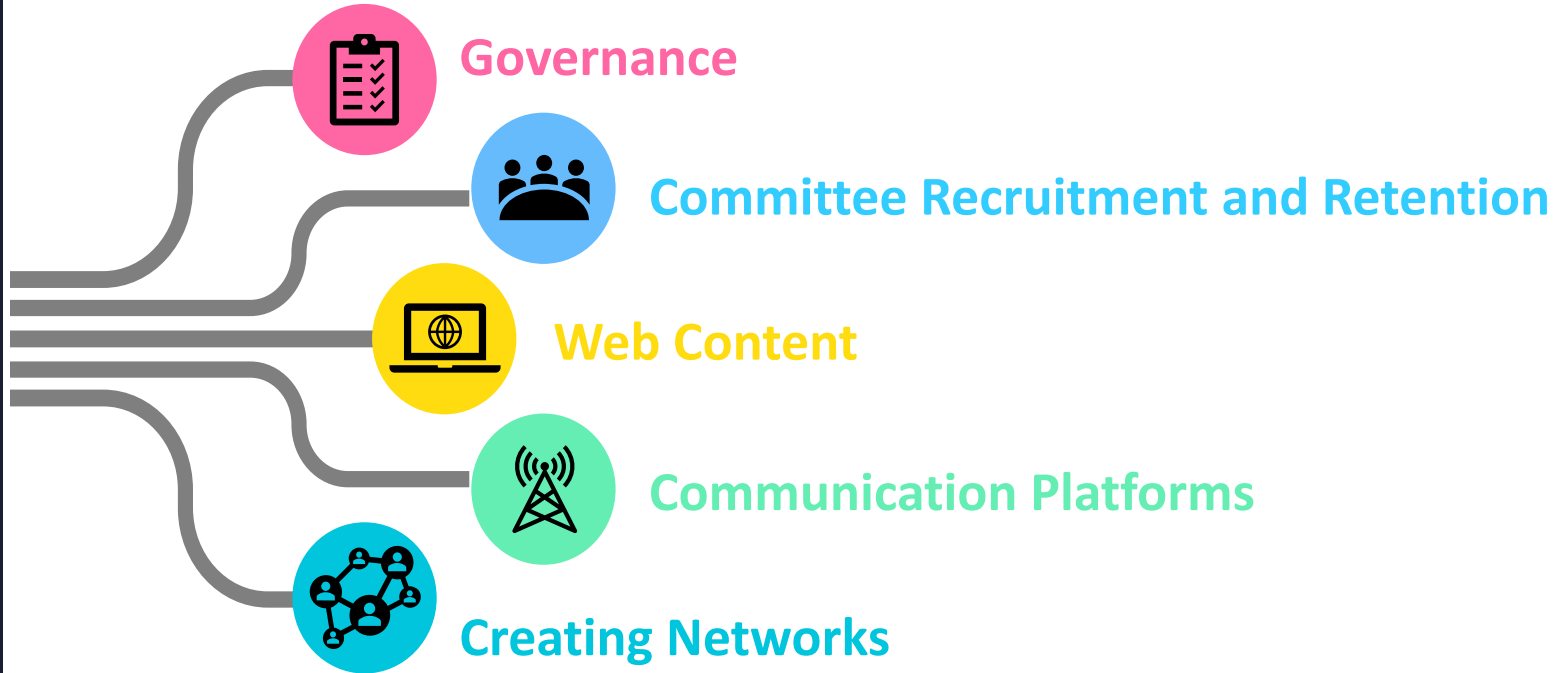 Governance
Committee Recruitment and Retention
Web Content
Communication Platforms
Creating Networks